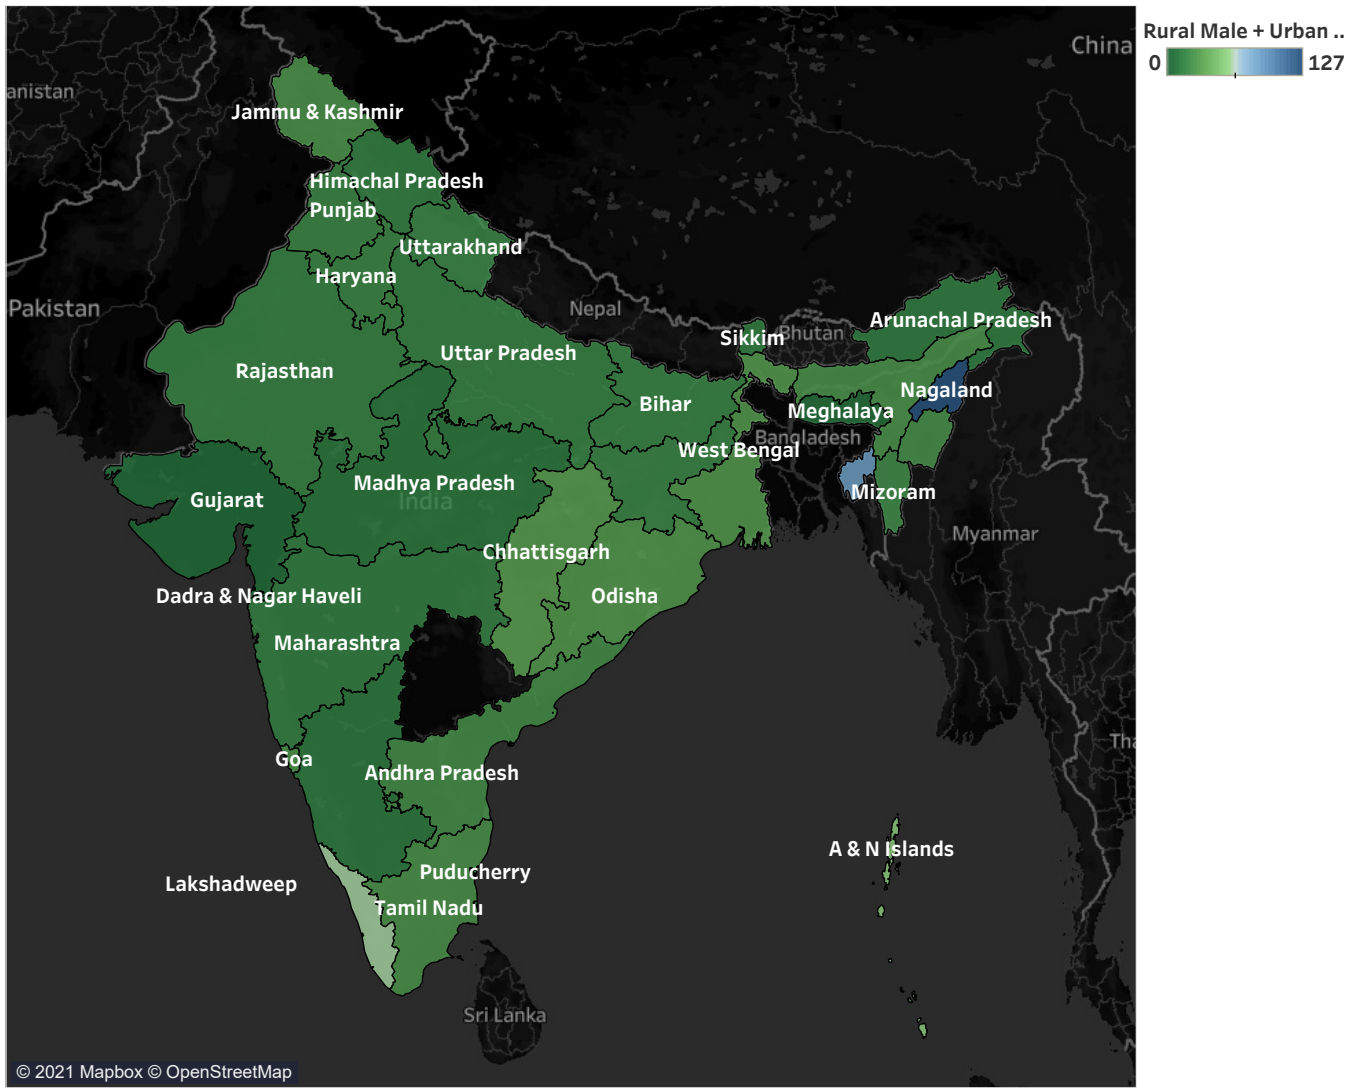 Rural Male + Urban ..
0
127
China
anistan
Jammu & Kashmir
Himachal Pradesh
Punjab
Uttarakhand
Haryana
Pakistan
Nepal
Arunachal Pradesh
Sikkim
Bhutan
Uttar Pradesh
Rajasthan
Nagaland
Bihar
Meghalaya
Bangladesh
West Bengal
Madhya Pradesh
Mizoram
Gujarat
India
Myanmar
Chhattisgarh
Dadra & Nagar Haveli
Odisha
Maharashtra
Tha
Goa
Andhra Pradesh
A & N Islands
Puducherry
Lakshadweep
Tamil Nadu
Sri Lanka
© 2021 Mapbox © OpenStreetMap